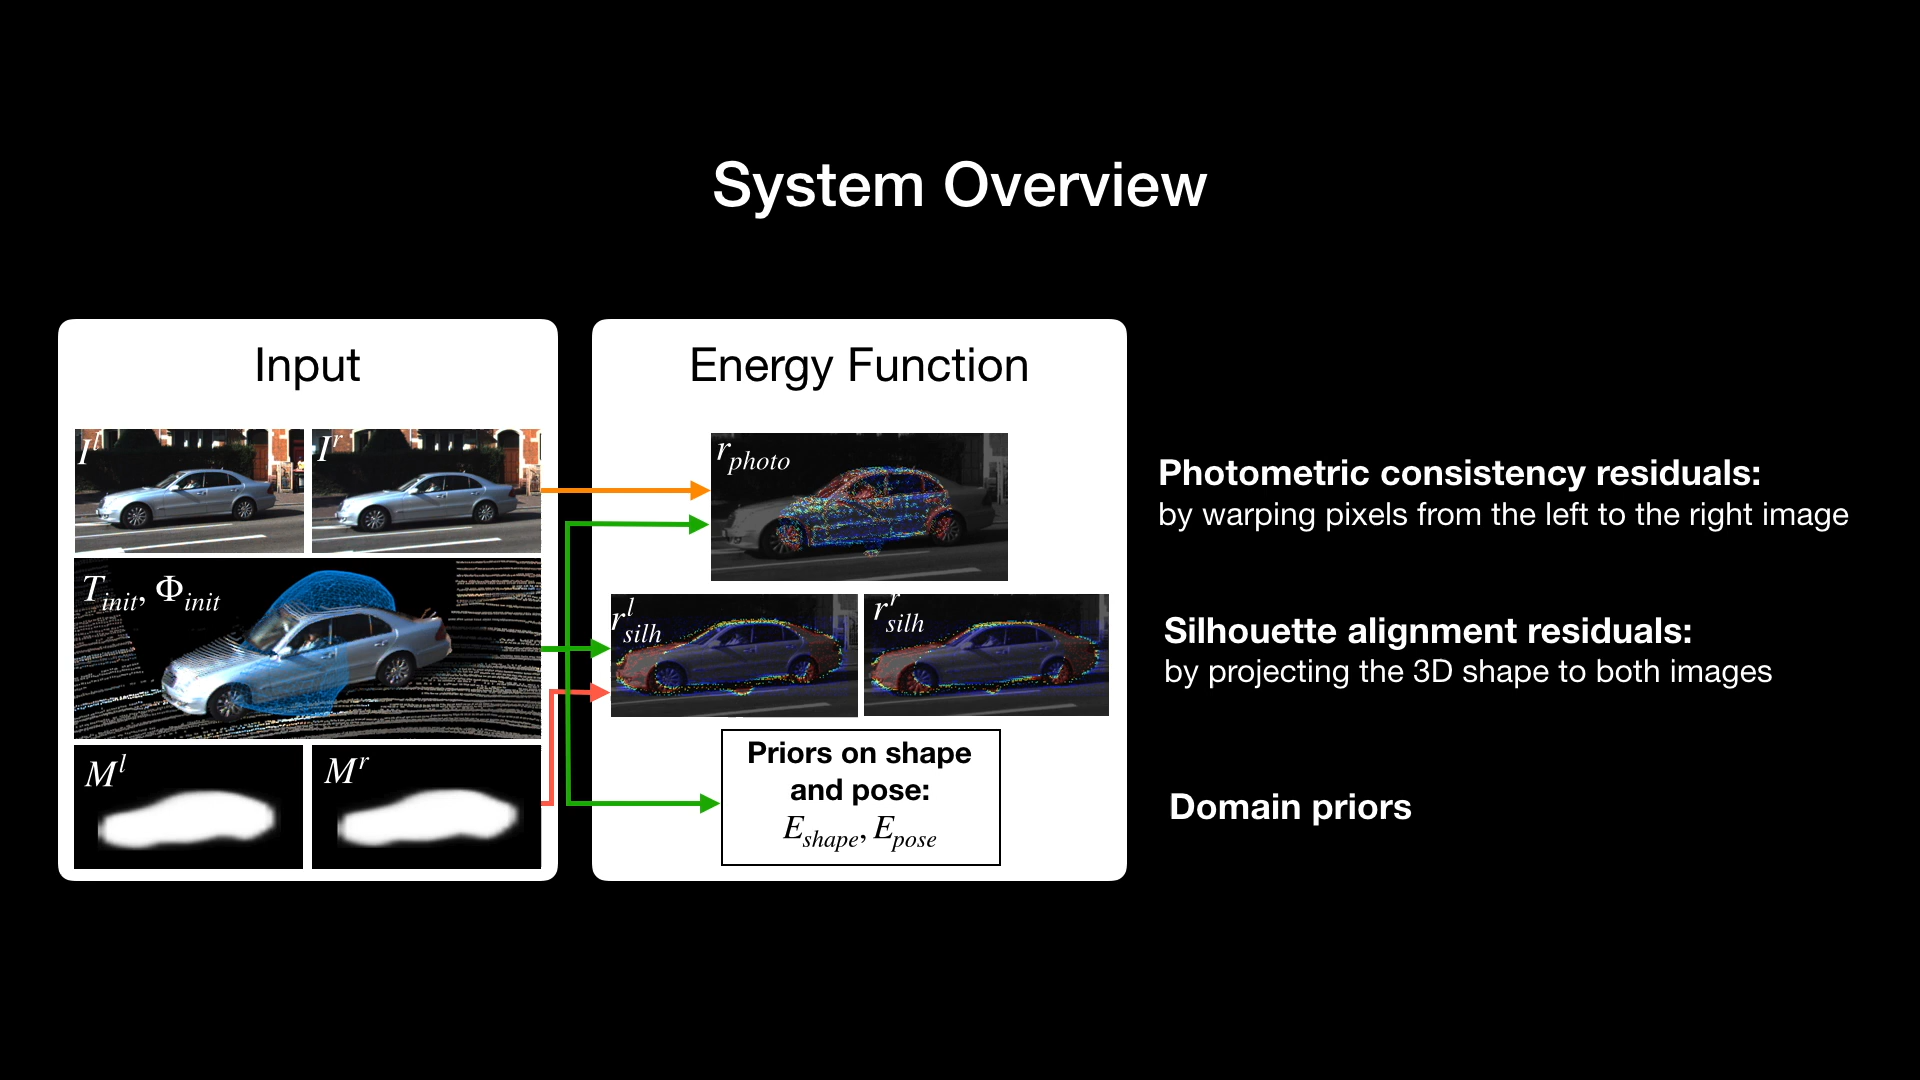 System Overview
Input
I^l
I^r
T_init, Φ_init
M^l
M^r
Energy Function
r_photo
r^l_silh
r^r_silh
Priors on shape
and pose:
E_shape, E_pose
Photometric consistency residuals:
by warping pixels from the left to the right image
Silhouette alignment residuals:
by projecting the 3D shape to both images
Domain priors